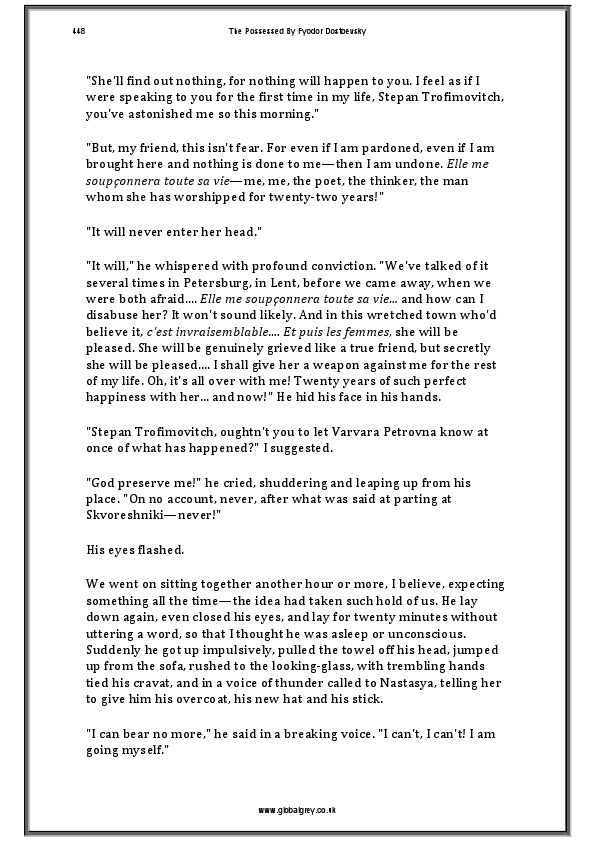 448 The Possessed By Fyodor Dostoevsky
"She'll find out nothing, for nothing will happen to you. I feel as if I
were speaking to you for the first time in my life, Stepan Trofimovitch,
you've astonished me so this morning."
"But, my friend, this isn't fear. For even if I am pardoned, even if I am
brought here and nothing is done to me—then I am undone. Elle me
soupçonnera toute sa vie—me, me, the poet, the thinker, the man
whom she has worshipped for twenty-two years!"
"It will never enter her head."
"It will," he whispered with profound conviction. "We've talked of it
several times in Petersburg, in Lent, before we came away, when we
were both afraid.... Elle me soupçonnera toute sa vie... and how can I
disabuse her? It won't sound likely. And in this wretched town who'd
believe it, c'est invraisemblable.... Et puis les femmes, she will be
pleased. She will be genuinely grieved like a true friend, but secretly
she will be pleased.... I shall give her a weapon against me for the rest
of my life. Oh, it's all over with me! Twenty years of such perfect
happiness with her... and now!" He hid his face in his hands.
"Stepan Trofimovitch, oughtn't you to let Varvara Petrovna know at
once of what has happened?" I suggested.
"God preserve me!" he cried, shuddering and leaping up from his
place. "On no account, never, after what was said at parting at
Skvoreshniki—never!"
His eyes flashed.
We went on sitting together another hour or more, I believe, expecting
something all the time—the idea had taken such hold of us. He lay
down again, even closed his eyes, and lay for twenty minutes without
uttering a word, so that I thought he was asleep or unconscious.
Suddenly he got up impulsively, pulled the towel off his head, jumped
up from the sofa, rushed to the looking-glass, with trembling hands
tied his cravat, and in a voice of thunder called to Nastasya, telling her
to give him his overcoat, his new hat and his stick.
"I can bear no more," he said in a breaking voice. "I can't, I can't! I am
going myself."
www.globalgrey.co.uk